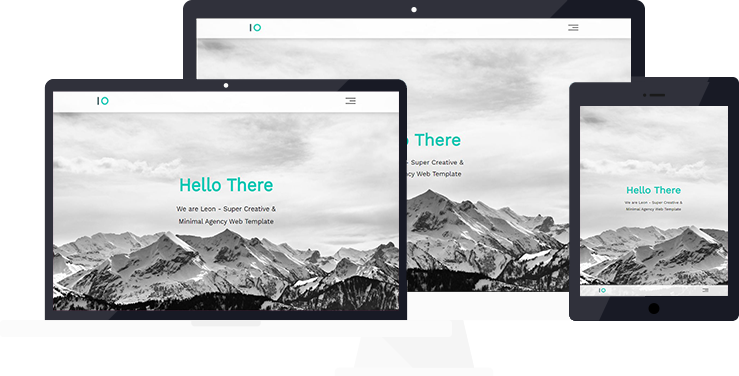 IO
Hello There
We are Leon - Super Creative &
Minimal Agency Web Template
IO
There
- Super Creative &
Agency Web Template
Hello There
We are Leon - Super Creative &
Minimal Agency Web Template
IO